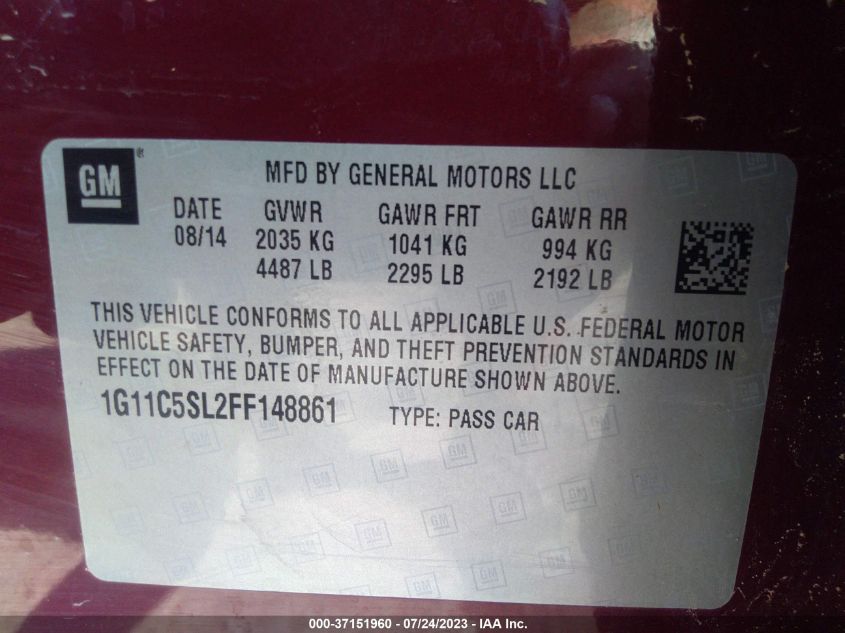 GM®
MFD BY GENERAL MOTORS LLC
DATE GVWR GAWR FRT GAWR RR
08/14 2035 KG 1041 KG 994 KG
4487 LB 2295 LB 2192 LB
THIS VEHICLE CONFORMS TO ALL APPLICABLE U.S. FEDERAL MOTOR
VEHICLE SAFETY, BUMPER, AND THEFT PREVENTION STANDARDS IN
EFFECT ON THE DATE OF MANUFACTURE SHOWN ABOVE.
1G11C5SL2FF148861 TYPE: PASS CAR
000-37151960 - 07/24/2023 - IAA Inc.